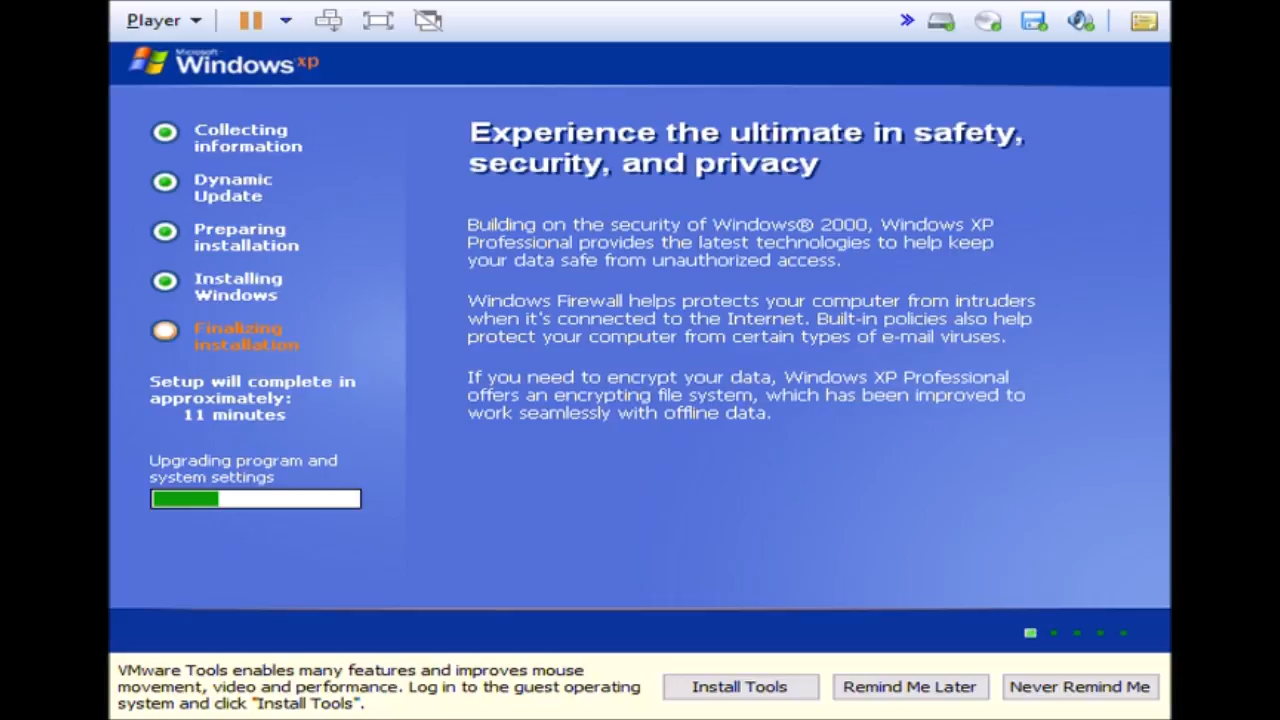 Player
Microsoft
Windows xp
Collecting
information
Dynamic
Update
Preparing
installation
Installing
Windows
Finalizing
installation
Setup will complete in
approximately:
11 minutes
Upgrading program and
system settings
Experience the ultimate in safety,
security, and privacy
Building on the security of Windows® 2000, Windows XP
Professional provides the latest technologies to help keep
your data safe from unauthorized access.
Windows Firewall helps protects your computer from intruders
when it's connected to the Internet. Built-in policies also help
protect your computer from certain types of e-mail viruses.
If you need to encrypt your data, Windows XP Professional
offers an encrypting file system, which has been improved to
work seamlessly with offline data.
VMware Tools enables many features and improves mouse
movement, video and performance. Log in to the guest operating
system and click "Install Tools".
Install Tools
Remind Me Later
Never Remind Me